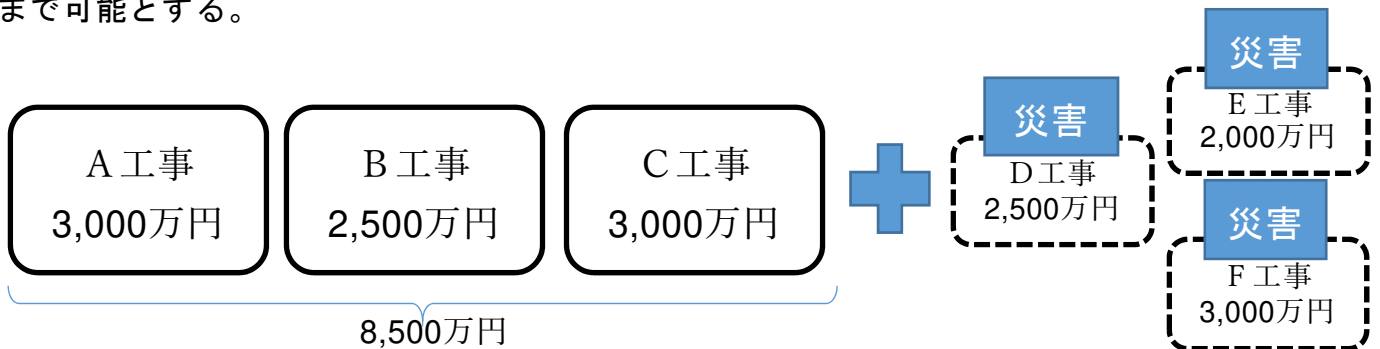 まで可能とする。
A工事
3,000万円
B工事
2,500万円
C工事
3,000万円
8,500万円
災害
D工事
2,500万円
災害
E工事
2,000万円
災害
F工事
3,000万円